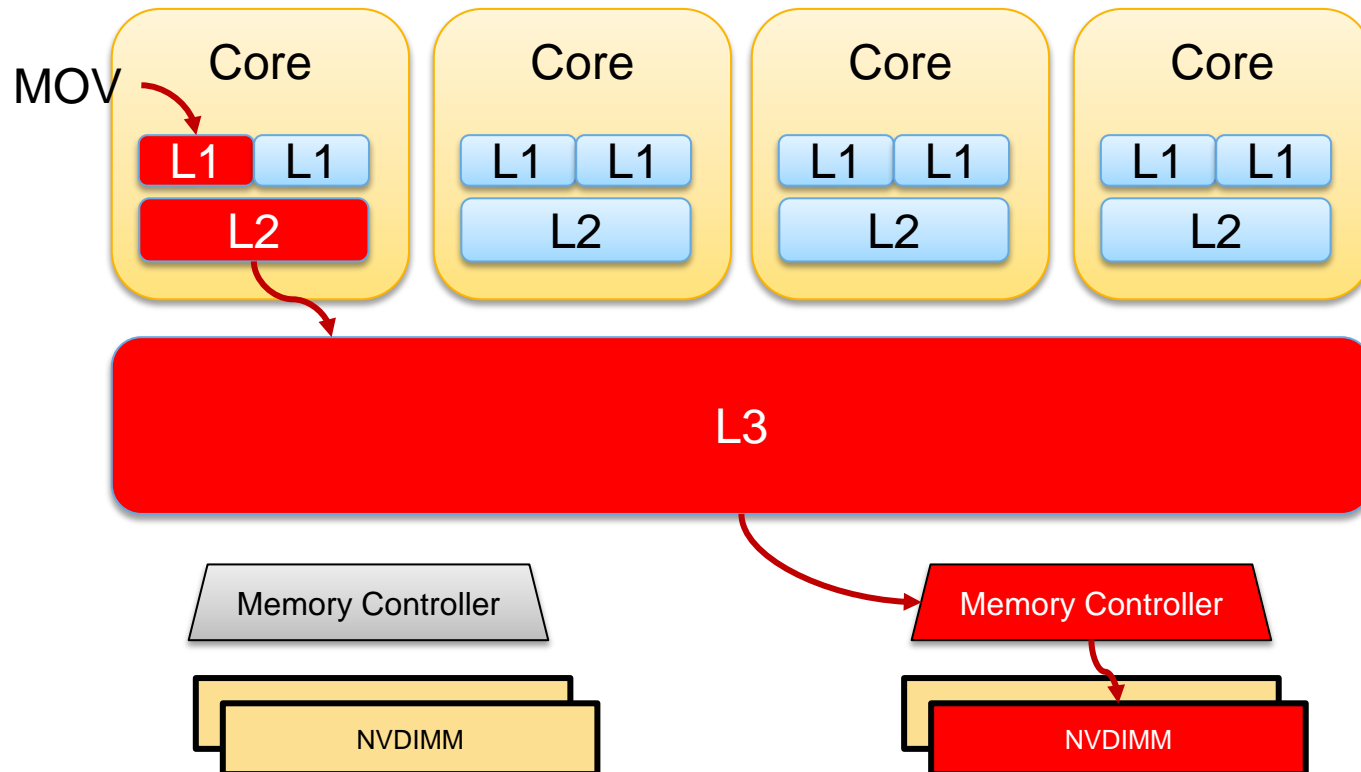 Core Core Core Core
MOV
L1 L1 L1 L1 L1 L1 L1 L1
L2 L2 L2 L2
L3
Memory Controller Memory Controller
NVDIMM NVDIMM